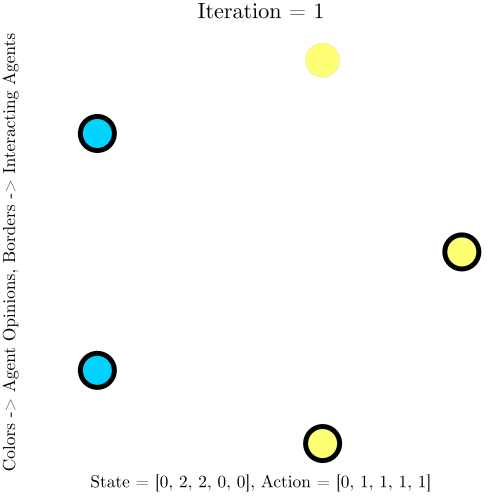 Iteration = 1
Colors -> Agent Opinions, Borders -> Interacting Agents
State = [0, 2, 2, 0, 0], Action = [0, 1, 1, 1, 1]